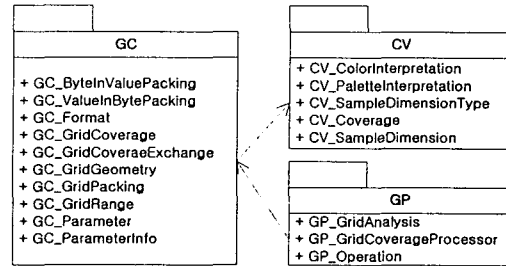 GC
+ GC_ByteInValuePacking
+ GC_ValueInBytePacking
+ GC_Format
+ GC_GridCoverage
+ GC_GridCoveraeExchange
+ GC_GridGeometry
+ GC_GridPacking
+ GC_GridRange
+ GC_Parameter
+ GC_ParameterInfo
CV
+ CV_ColorInterpretation
+ CV_PaletteInterpretation
+ CV_SampleDimensionType
+ CV_Coverage
+ CV_SampleDimension
GP
+ GP_GridAnalysis
+ GP_GridCoverageProcessor
+ GP_Operation